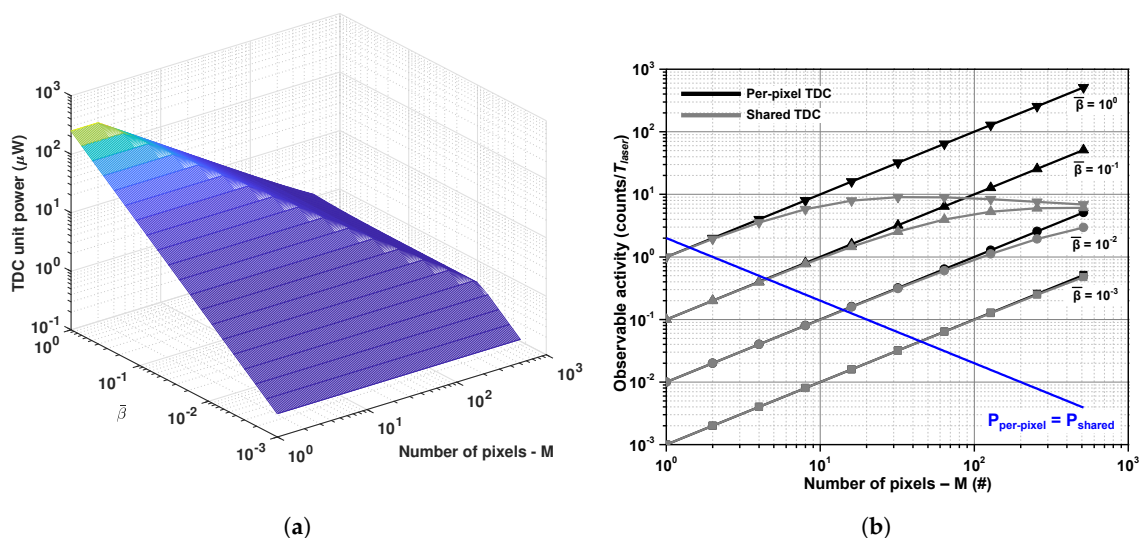 10³
10²
10¹
10⁰
10⁻¹
TDC unit power (μW)
10⁰
10⁻¹
10⁻²
10⁻³
β̄
10⁰
10¹
10²
10³
Number of pixels - M
(a)
10³
10²
10¹
10⁰
10⁻¹
10⁻²
10⁻³
Observable activity (counts/T_laser)
Per-pixel TDC
Shared TDC
β̄ = 10⁰
β̄ = 10⁻¹
β̄ = 10⁻²
β̄ = 10⁻³
P_per-pixel = P_shared
10⁰
10¹
10²
10³
Number of pixels – M (#)
(b)